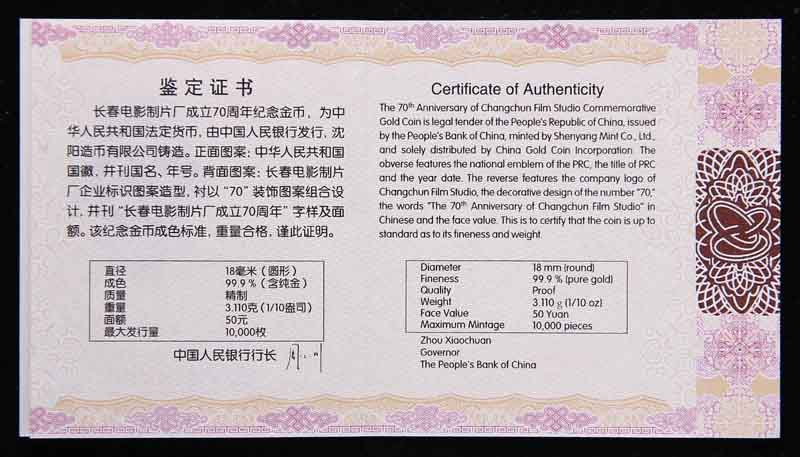 鉴定证书
长春电影制片厂成立70周年纪念金币，为中
华人民共和国法定货币，由中国人民银行发行，沈
阳造币有限公司铸造。正面图案：中华人民共和国
国徽，并刊国名、年号。背面图案：长春电影制片
厂企业标识图案造型，衬以“70”装饰图案组合设
计，并刊“长春电影制片厂成立70周年”字样及面
额。该纪念金币成色标准，重量合格，谨此证明。
直径 18毫米（圆形）
成色 99.9％（含纯金）
质量 精制
重量 3.110克（1/10盎司）
面额 50元
最大发行量 10,000枚
中国人民银行行长
Certificate of Authenticity
The 70th Anniversary of Changchun Film Studio Commemorative
Gold Coin is legal tender of the People's Republic of China, issued
by the People's Bank of China, minted by Shenyang Mint Co., Ltd.,
and solely distributed by China Gold Coin Incorporation. The
obverse features the national emblem of the PRC, the title of PRC
and the year date. The reverse features the company logo of
Changchun Film Studio, the decorative design of the number "70,"
the words "The 70th Anniversary of Changchun Film Studio" in
Chinese and the face value. This is to certify that the coin is up to
standard as to its fineness and weight.
Diameter 18 mm (round)
Fineness 99.9 % (pure gold)
Quality Proof
Weight 3.110 g (1/10 oz)
Face Value 50 Yuan
Maximum Mintage 10,000 pieces
Zhou Xiaochuan
Governor
The People's Bank of China